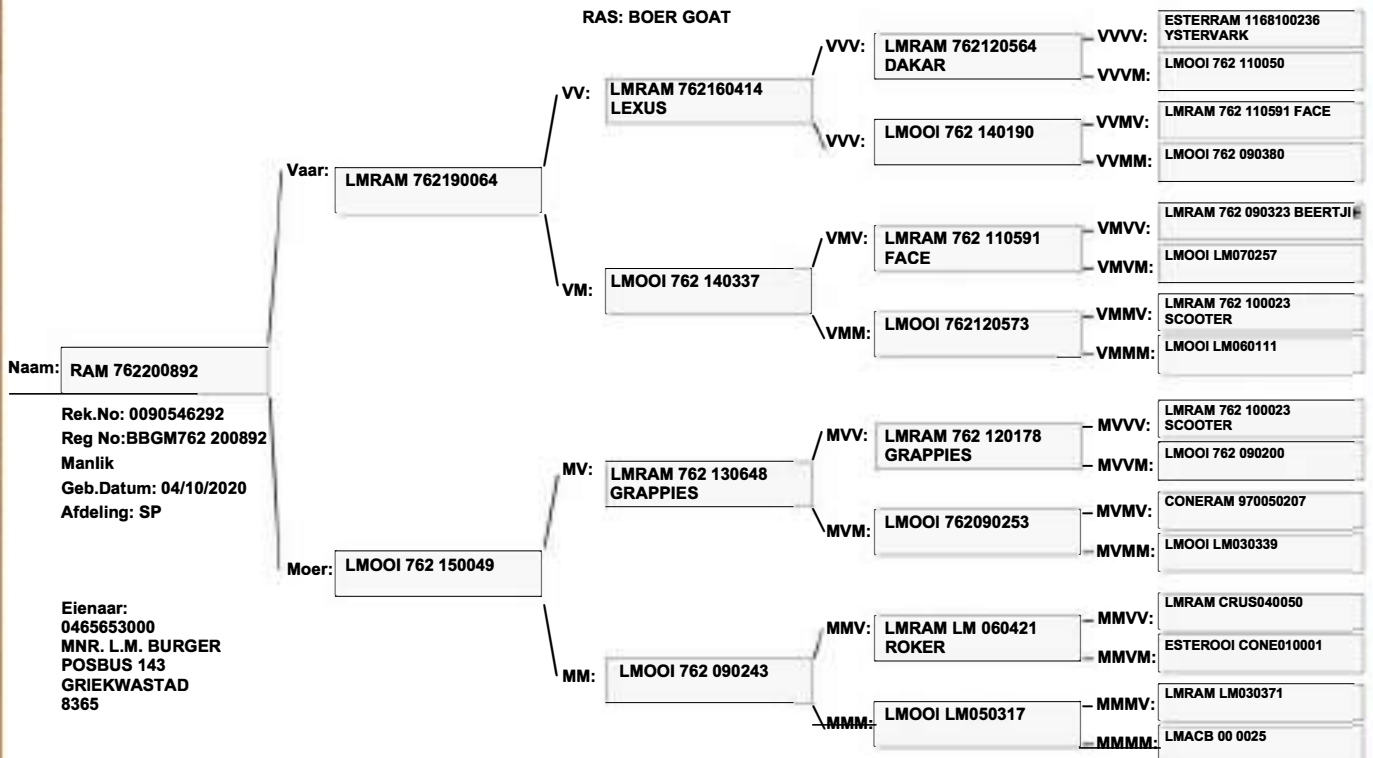 RAS: BOER GOAT
Naam:
RAM 762200892
Rek.No: 0090546292
Reg No:BBGM762 200892
Manlik
Geb.Datum: 04/10/2020
Afdeling: SP
Eienaar:
0465653000
MNR. L.M. BURGER
POSBUS 143
GRIEKWASTAD
8365
Vaar:
LMRAM 762190064
Moer:
LMOOI 762 150049
VV:
LMRAM 762160414
LEXUS
VM:
LMOOI 762 140337
MV:
LMRAM 762 130648
GRAPPIES
MM:
LMOOI 762 090243
VVV:
LMRAM 762120564
DAKAR
VVV:
LMOOI 762 140190
VMV:
LMRAM 762 110591
FACE
VMM:
LMOOI 762120573
MVV:
LMRAM 762 120178
GRAPPIES
MVM:
LMOOI 762090253
MMV:
LMRAM LM 060421
ROKER
MMM:
LMOOI LM050317
VVVV:
ESTERRAM 1168100236
YSTERVARK
VVVM:
LMOOI 762 110050
VVMV:
LMRAM 762 110591 FACE
VVMM:
LMOOI 762 090380
VMVV:
LMRAM 762 090323 BEERTJIE
VMVM:
LMOOI LM070257
VMMV:
LMRAM 762 100023
SCOOTER
VMMM:
LMOOI LM060111
MVVV:
LMRAM 762 100023
SCOOTER
MVVM:
LMOOI 762 090200
MVMV:
CONERAM 970050207
MVMM:
LMOOI LM030339
MMVV:
LMRAM CRUS040050
MMVM:
ESTEROOI CONE010001
MMMV:
LMRAM LM030371
MMMM:
LMACB 00 0025